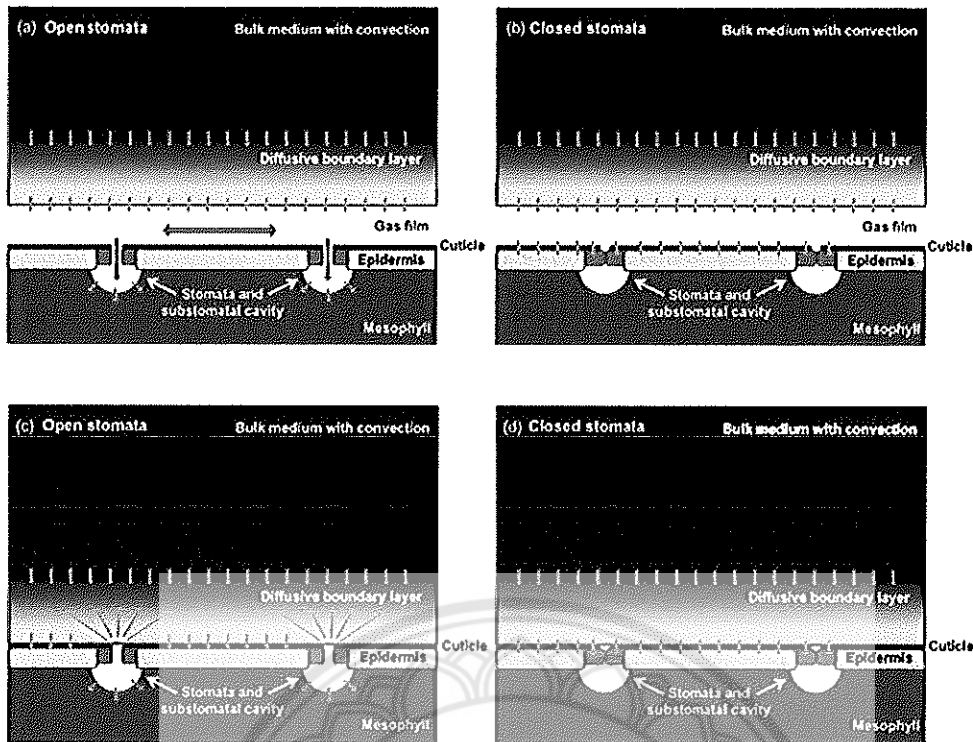 (a) Open stomata
Bulk medium with convection
Diffusive boundary layer
Gas film
Cuticle
Epidermis
Stomata and
substomatal cavity
Mesophyll
(b) Closed stomata
Bulk medium with convection
Diffusive boundary layer
Gas film
Cuticle
Epidermis
Stomata and
substomatal cavity
Mesophyll
(c) Open stomata
Bulk medium with convection
Diffusive boundary layer
Cuticle
Epidermis
Stomata and
substomatal cavity
Mesophyll
(d) Closed stomata
Bulk medium with convection
Diffusive boundary layer
Cuticle
Epidermis
Stomata and
substomatal cavity
Mesophyll